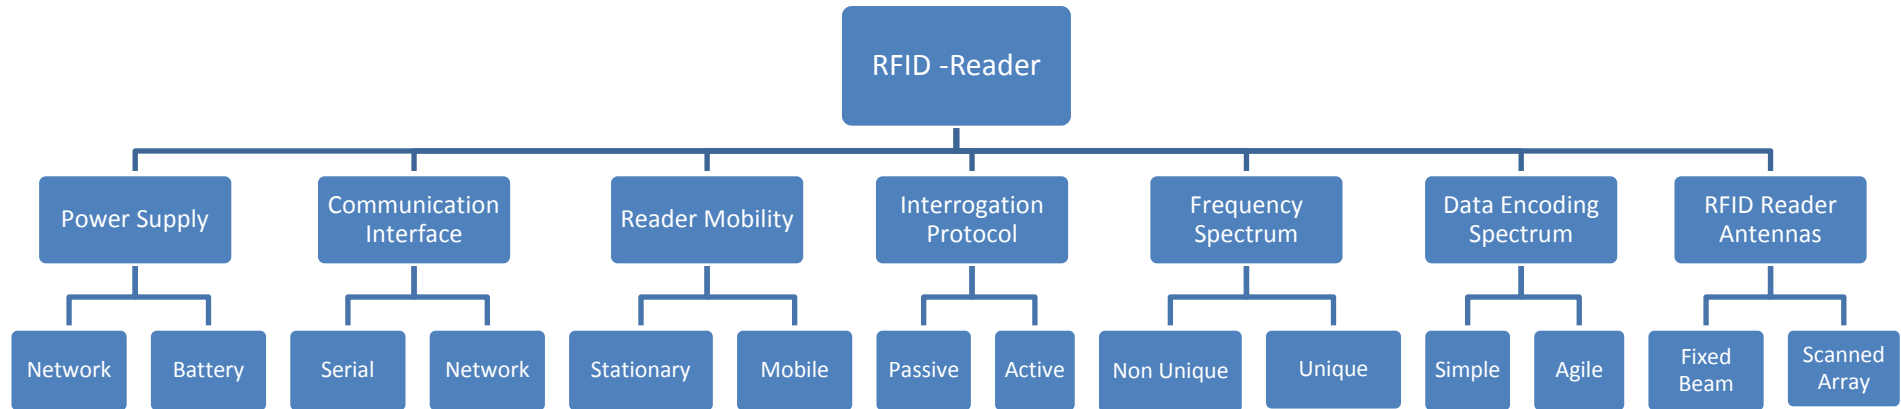 RFID -Reader
Power Supply
Communication
Interface
Reader Mobility
Interrogation
Protocol
Frequency
Spectrum
Data Encoding
Spectrum
RFID Reader
Antennas
Network
Battery
Serial
Network
Stationary
Mobile
Passive
Active
Non Unique
Unique
Simple
Agile
Fixed
Beam
Scanned
Array